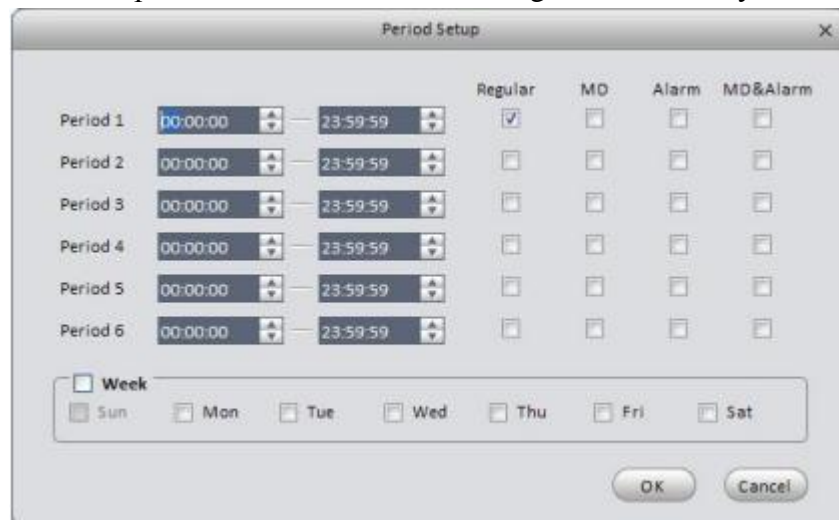 Period Setup
Regular MD Alarm MD&Alarm
Period 1 00:00:00 — 23:59:59
Period 2 00:00:00 — 23:59:59
Period 3 00:00:00 — 23:59:59
Period 4 00:00:00 — 23:59:59
Period 5 00:00:00 — 23:59:59
Period 6 00:00:00 — 23:59:59
Week
Sun Mon Tue Wed Thu Fri Sat
OK Cancel